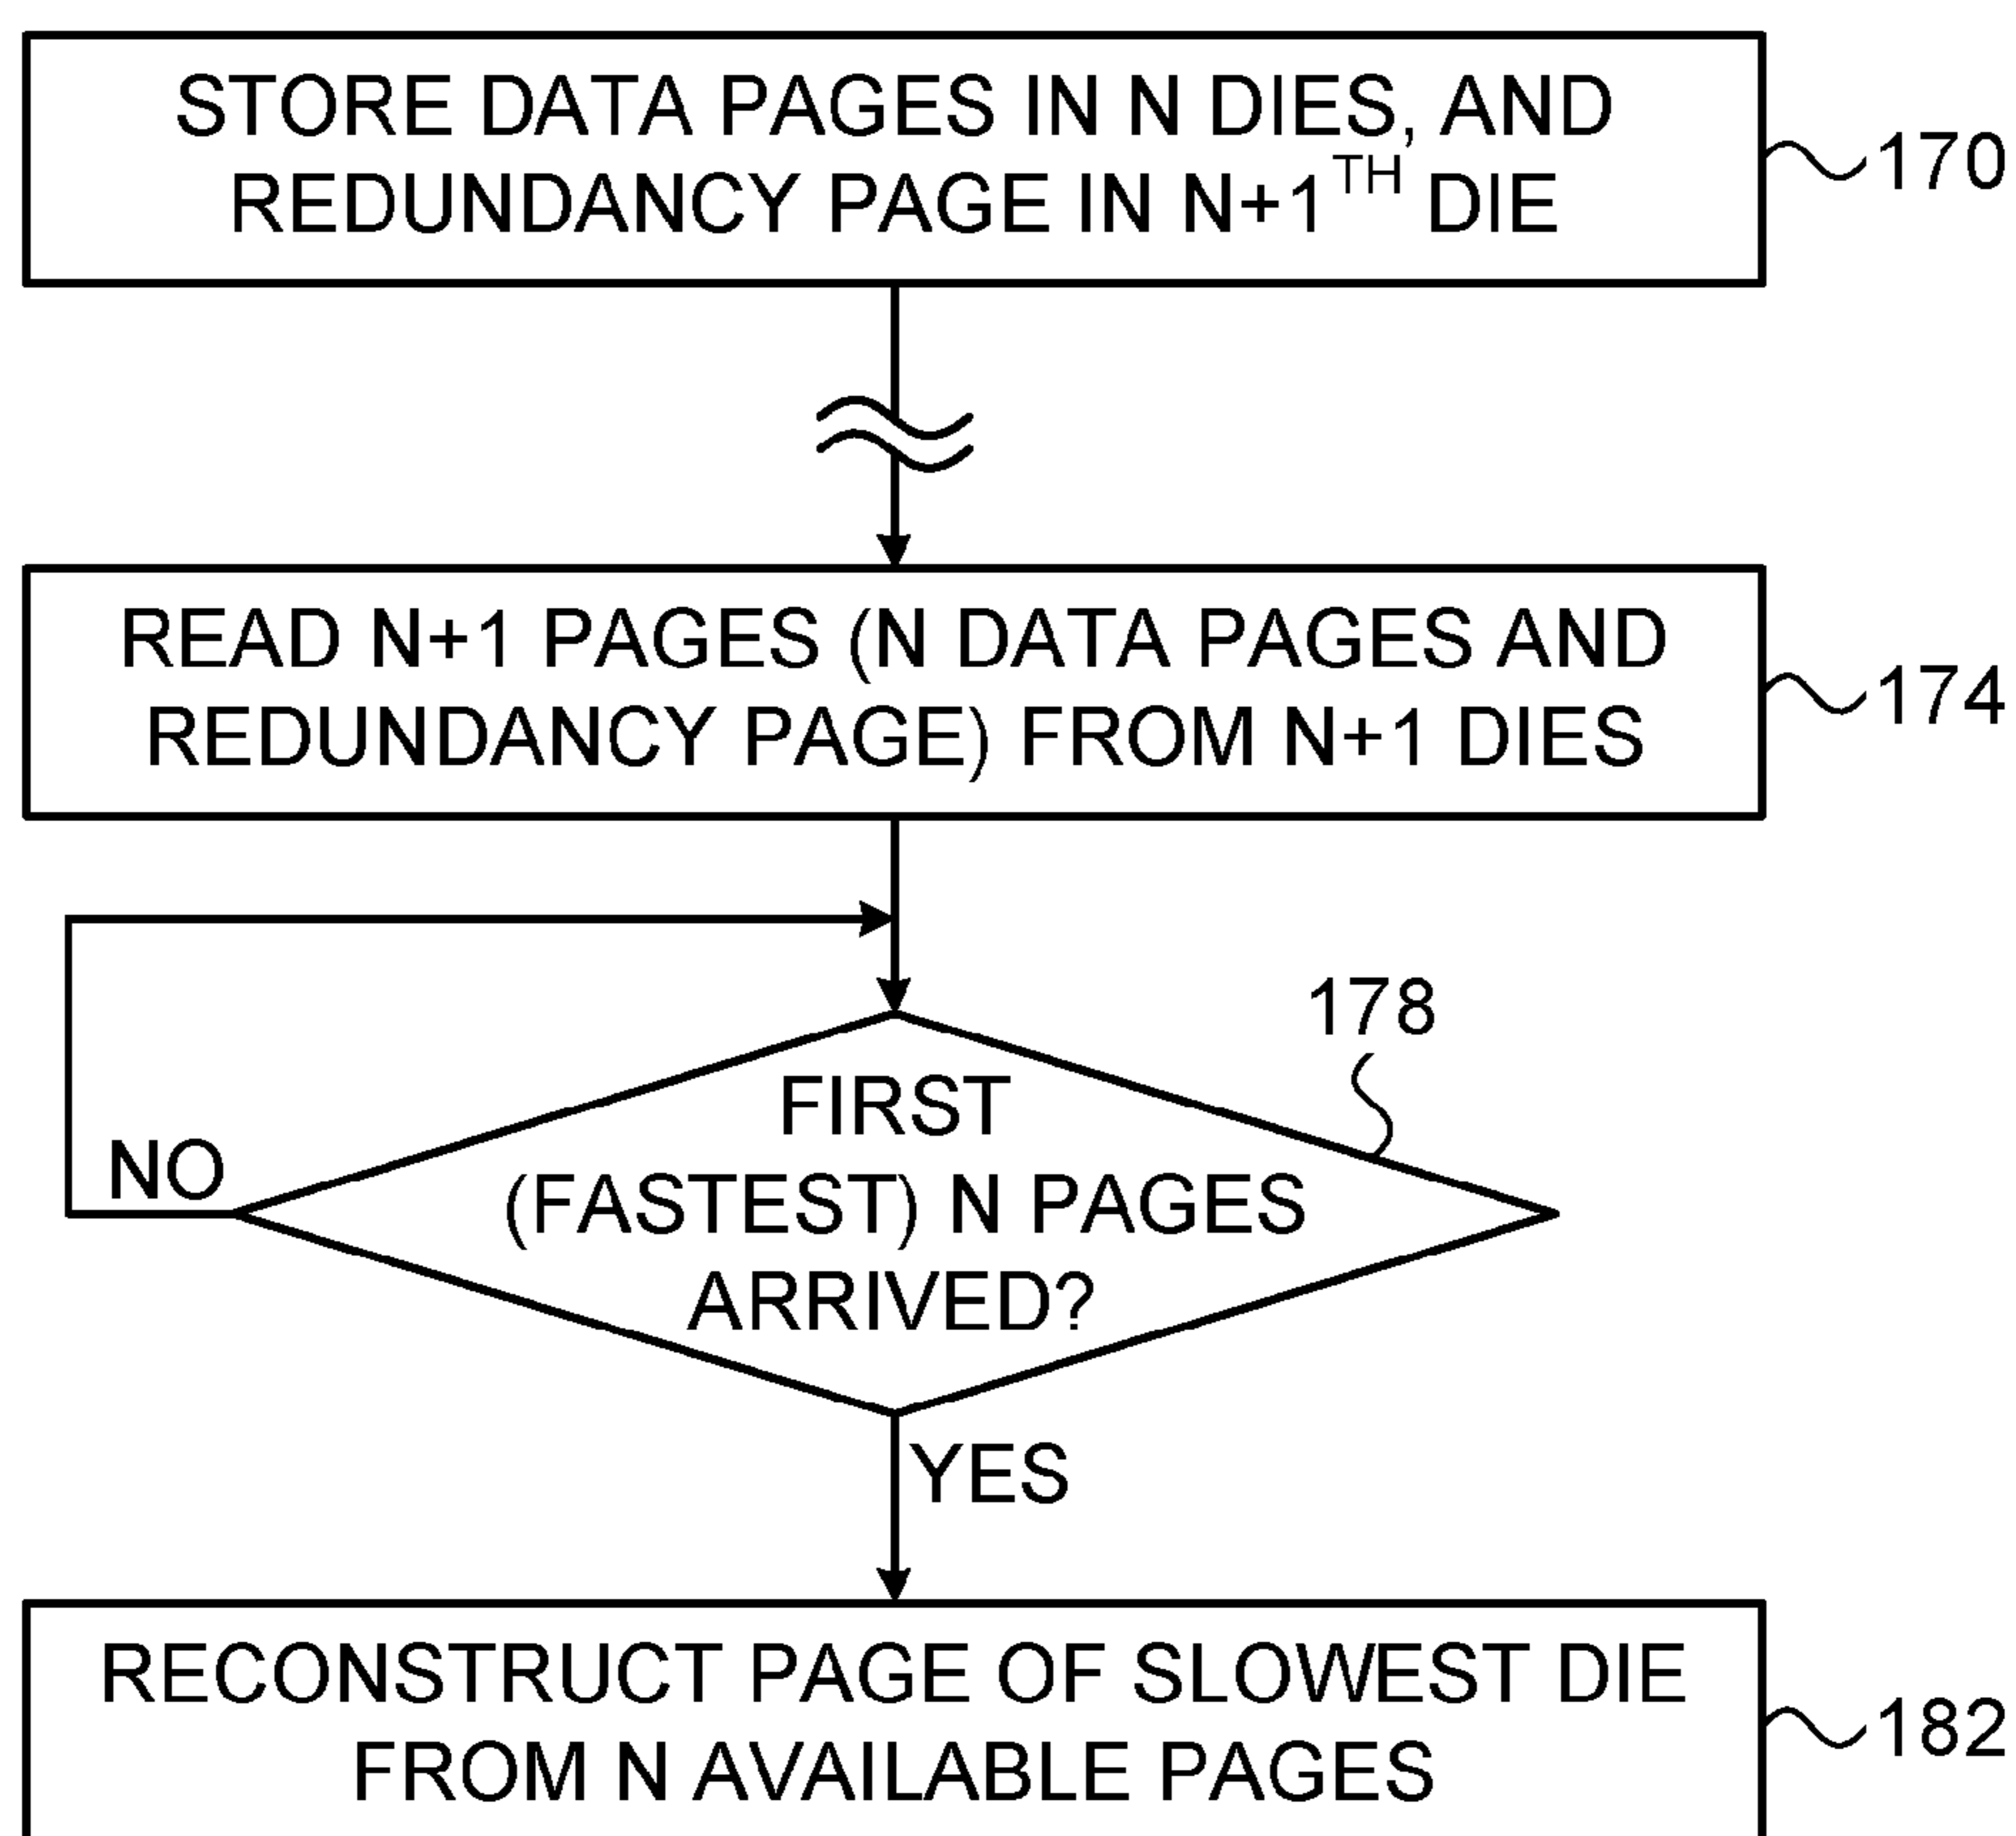 STORE DATA PAGES IN N DIES, AND
REDUNDANCY PAGE IN N+1TH DIE
170
READ N+1 PAGES (N DATA PAGES AND
REDUNDANCY PAGE) FROM N+1 DIES
174
178
FIRST
(FASTEST) N PAGES
ARRIVED?
NO
YES
RECONSTRUCT PAGE OF SLOWEST DIE
FROM N AVAILABLE PAGES
182